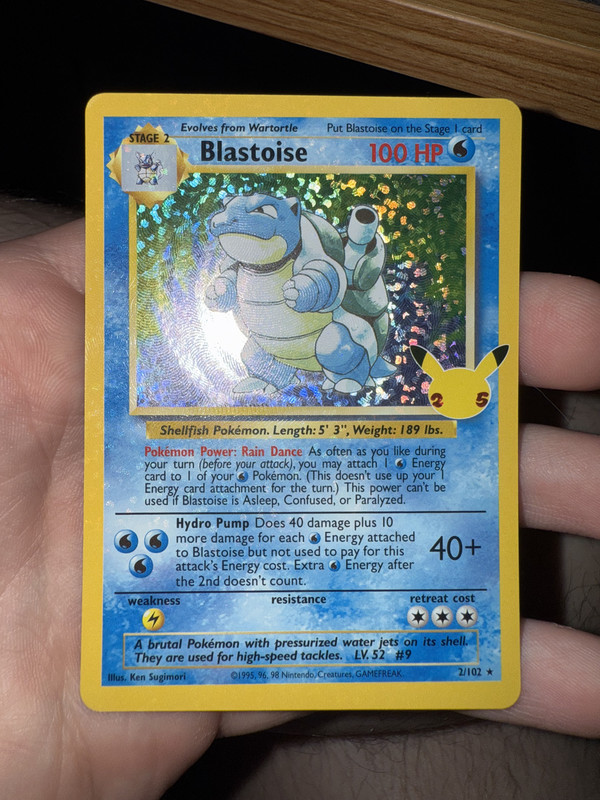 Evolves from Wartortle Put Blastoise on the Stage 1 card
STAGE 2
Blastoise 100 HP
25
Shellfish Pokémon. Length: 5' 3", Weight: 189 lbs.
Pokémon Power: Rain Dance As often as you like during
your turn (before your attack), you may attach 1 Energy
card to 1 of your Pokémon. (This doesn't use up your 1
Energy card attachment for the turn.) This power can't be
used if Blastoise is Asleep, Confused, or Paralyzed.
Hydro Pump Does 40 damage plus 10
more damage for each Energy attached
to Blastoise but not used to pay for this
attack's Energy cost. Extra Energy after
the 2nd doesn't count.
40+
weakness resistance retreat cost
A brutal Pokémon with pressurized water jets on its shell.
They are used for high-speed tackles. LV. 52 #9
Illus. Ken Sugimori ©1995, 96, 98 Nintendo, Creatures, GAMEFREAK. 2/102 ★